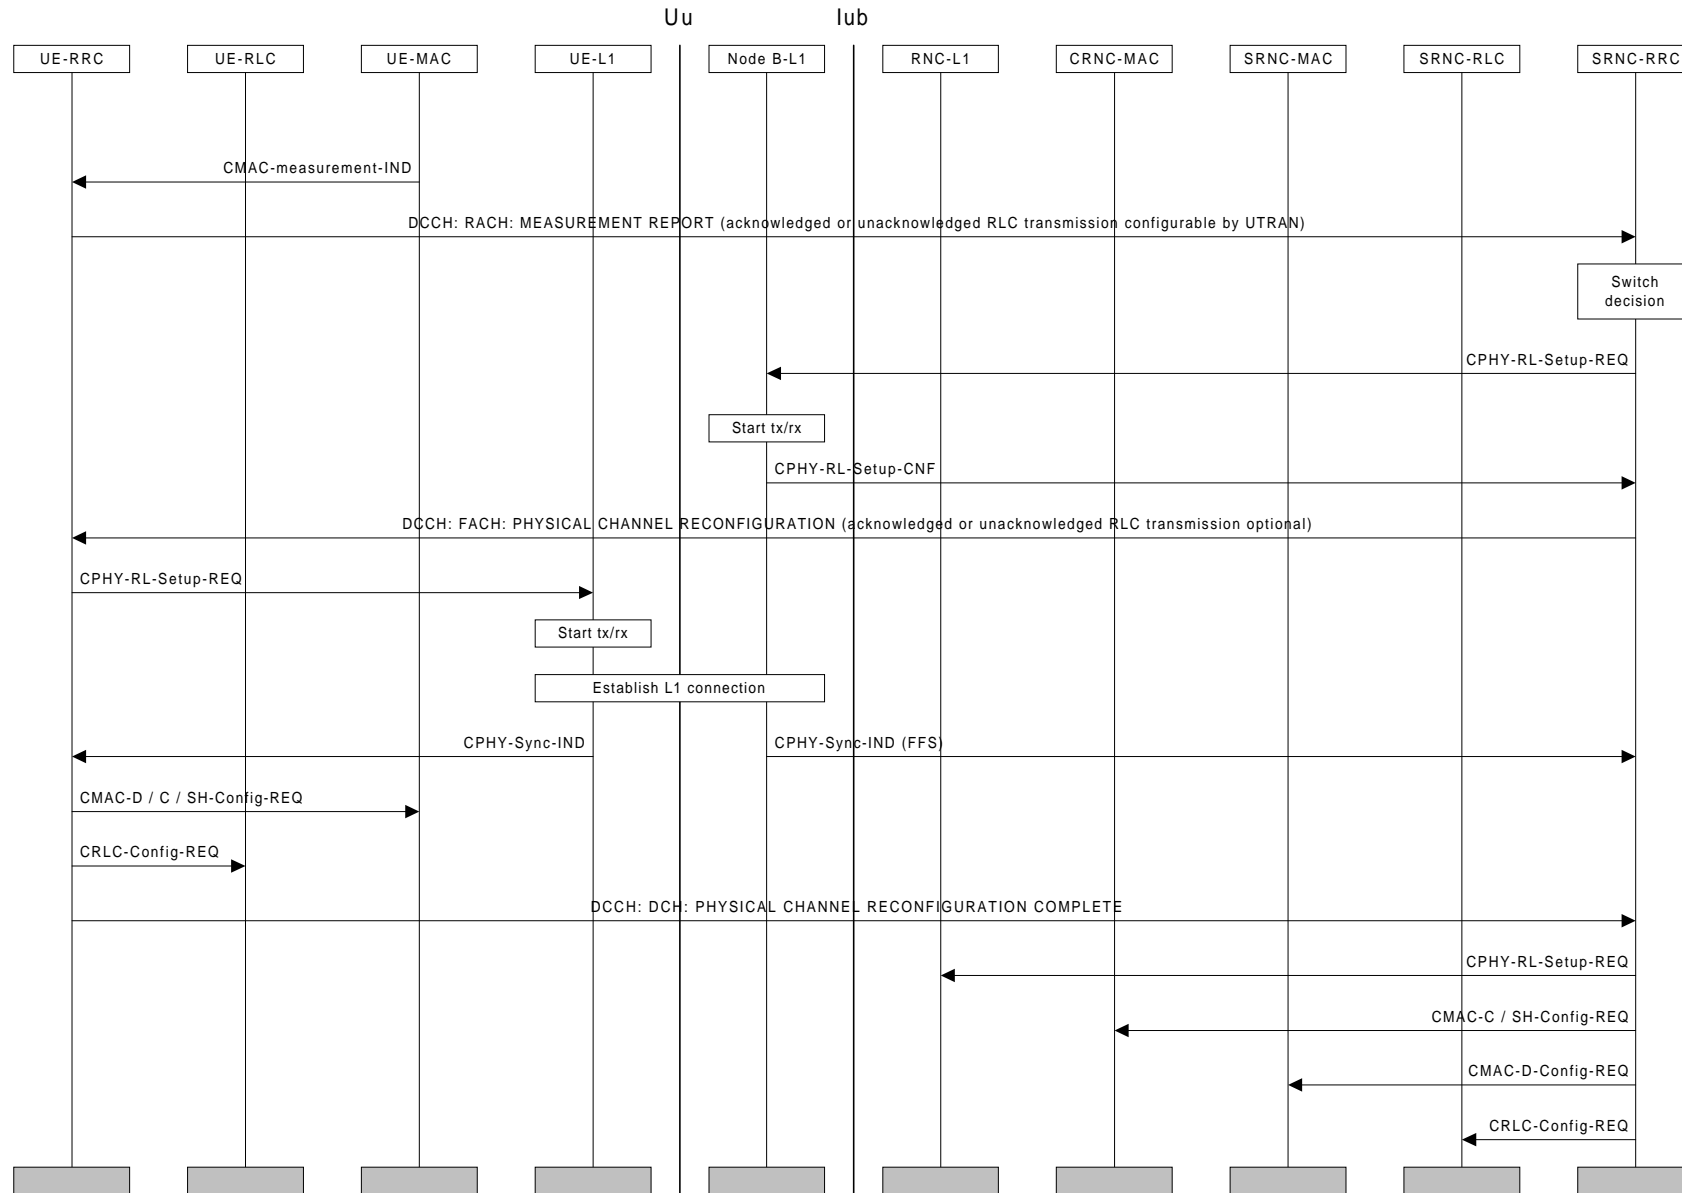 Uu
Iub
UE-RRC
UE-RLC
UE-MAC
UE-L1
Node B-L1
RNC-L1
CRNC-MAC
SRNC-MAC
SRNC-RLC
SRNC-RRC
CMAC-measurement-IND
DCCH: RACH: MEASUREMENT REPORT (acknowledged or unacknowledged RLC transmission configurable by UTRAN)
Switch
decision
CPHY-RL-Setup-REQ
Start tx/rx
CPHY-RL-Setup-CNF
DCCH: FACH: PHYSICAL CHANNEL RECONFIGURATION (acknowledged or unacknowledged RLC transmission optional)
CPHY-RL-Setup-REQ
Start tx/rx
Establish L1 connection
CPHY-Sync-IND
CPHY-Sync-IND (FFS)
CMAC-D / C / SH-Config-REQ
CRLC-Config-REQ
DCCH: DCH: PHYSICAL CHANNEL RECONFIGURATION COMPLETE
CPHY-RL-Setup-REQ
CMAC-C / SH-Config-REQ
CMAC-D-Config-REQ
CRLC-Config-REQ